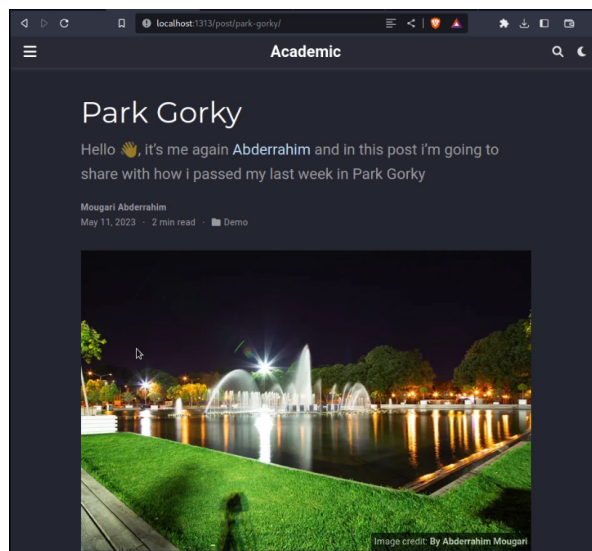 localhost:1313/post/park-gorky/
Academic
Park Gorky
Hello 👋, it's me again Abderrahim and in this post i'm going to
share with how i passed my last week in Park Gorky
Mougari Abderrahim
May 11, 2023 · 2 min read · Demo
Image credit: By Abderrahim Mougari